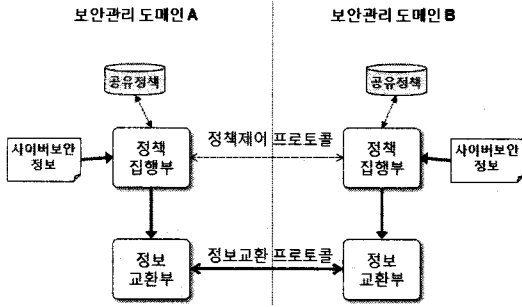 보안관리 도메인 A
보안관리 도메인 B
공유정책
공유정책
사이버보안
정보
정책
집행부
정책제어 프로토콜
정책
집행부
사이버보안
정보
정보
교환부
정보교환 프로토콜
정보
교환부